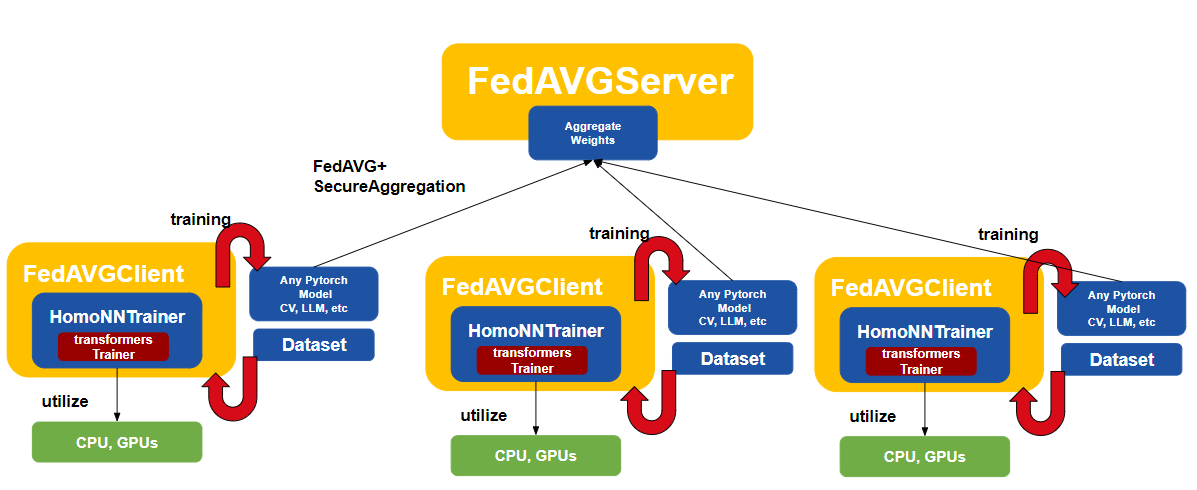 FedAVGServer
Aggregate
Weights
FedAVG+
SecureAggregation
training
FedAVGClient
HomoNNTrainer
transformers
Trainer
Any Pytorch
Model
CV, LLM, etc
Dataset
utilize
CPU, GPUs
training
FedAVGClient
HomoNNTrainer
transformers
Trainer
Any Pytorch
Model
CV, LLM, etc
Dataset
utilize
CPU, GPUs
training
FedAVGClient
HomoNNTrainer
transformers
Trainer
Any Pytorch
Model
CV, LLM, etc
Dataset
utilize
CPU, GPUs